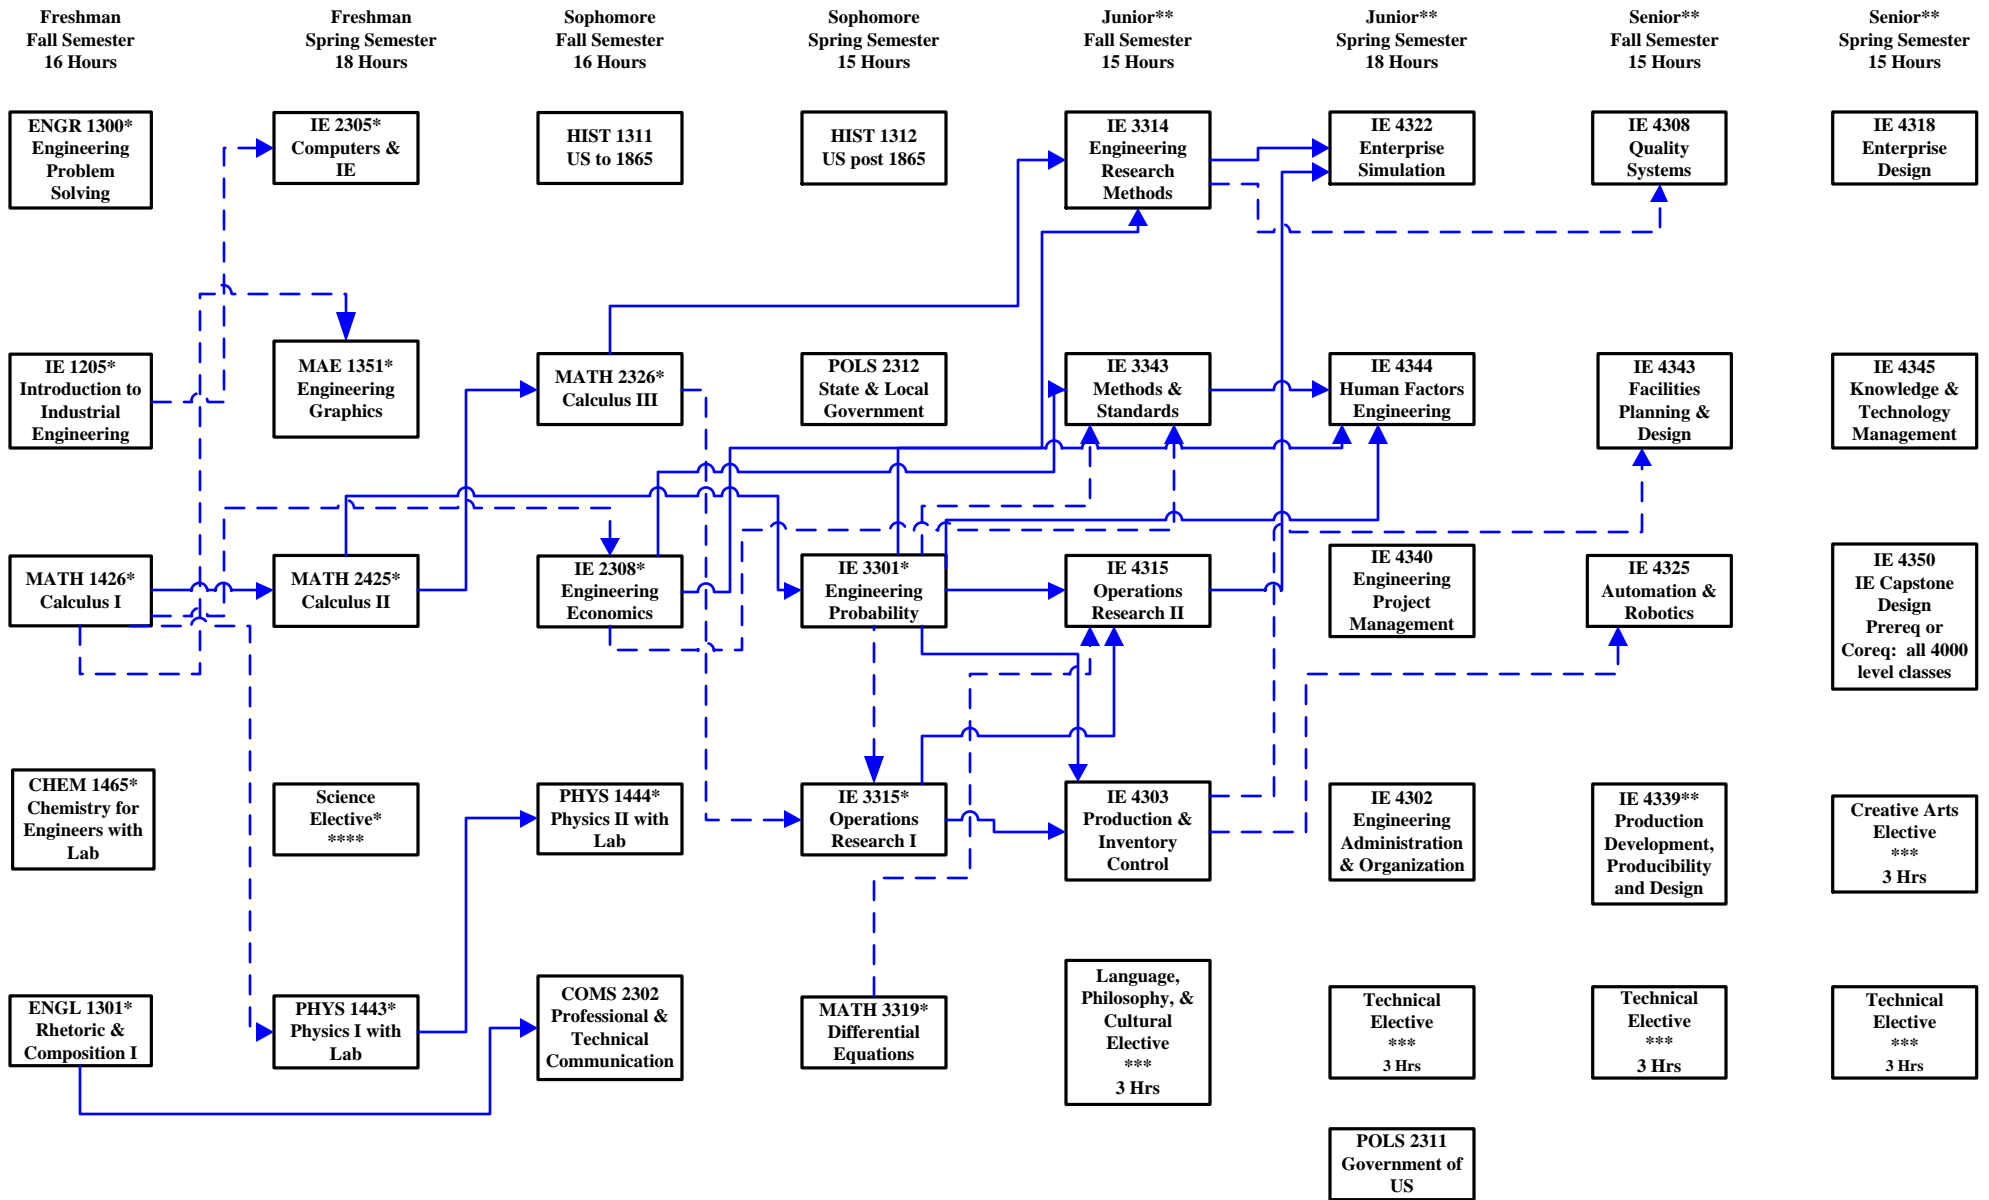 Freshman
Fall Semester
16 Hours
Freshman
Spring Semester
18 Hours
Sophomore
Fall Semester
16 Hours
Sophomore
Spring Semester
15 Hours
Junior**
Fall Semester
15 Hours
Junior**
Spring Semester
18 Hours
Senior**
Fall Semester
15 Hours
Senior**
Spring Semester
15 Hours
ENGR 1300*
Engineering
Problem
Solving
IE 2305*
Computers &
IE
HIST 1311
US to 1865
HIST 1312
US post 1865
IE 3314
Engineering
Research
Methods
IE 4322
Enterprise
Simulation
IE 4308
Quality
Systems
IE 4318
Enterprise
Design
IE 1205*
Introduction to
Industrial
Engineering
MAE 1351*
Engineering
Graphics
MATH 2326*
Calculus III
POLS 2312
State & Local
Government
IE 3343
Methods &
Standards
IE 4344
Human Factors
Engineering
IE 4343
Facilities
Planning &
Design
IE 4345
Knowledge &
Technology
Management
MATH 1426*
Calculus I
MATH 2425*
Calculus II
IE 2308*
Engineering
Economics
IE 3301*
Engineering
Probability
IE 4315
Operations
Research II
IE 4340
Engineering
Project
Management
IE 4325
Automation &
Robotics
IE 4350
IE Capstone
Design
Prereq or
Coreq: all 4000
level classes
CHEM 1465*
Chemistry for
Engineers with
Lab
Science
Elective*
****
PHYS 1444*
Physics II with
Lab
IE 3315*
Operations
Research I
IE 4303
Production &
Inventory
Control
IE 4302
Engineering
Administration
& Organization
IE 4339**
Production
Development,
Producibility
and Design
Creative Arts
Elective
***
3 Hrs
ENGL 1301*
Rhetoric &
Composition I
PHYS 1443*
Physics I with
Lab
COMS 2302
Professional &
Technical
Communication
MATH 3319*
Differential
Equations
Language,
Philosophy, &
Cultural
Elective
***
3 Hrs
Technical
Elective
***
3 Hrs
Technical
Elective
***
3 Hrs
Technical
Elective
***
3 Hrs
POLS 2311
Government of
US